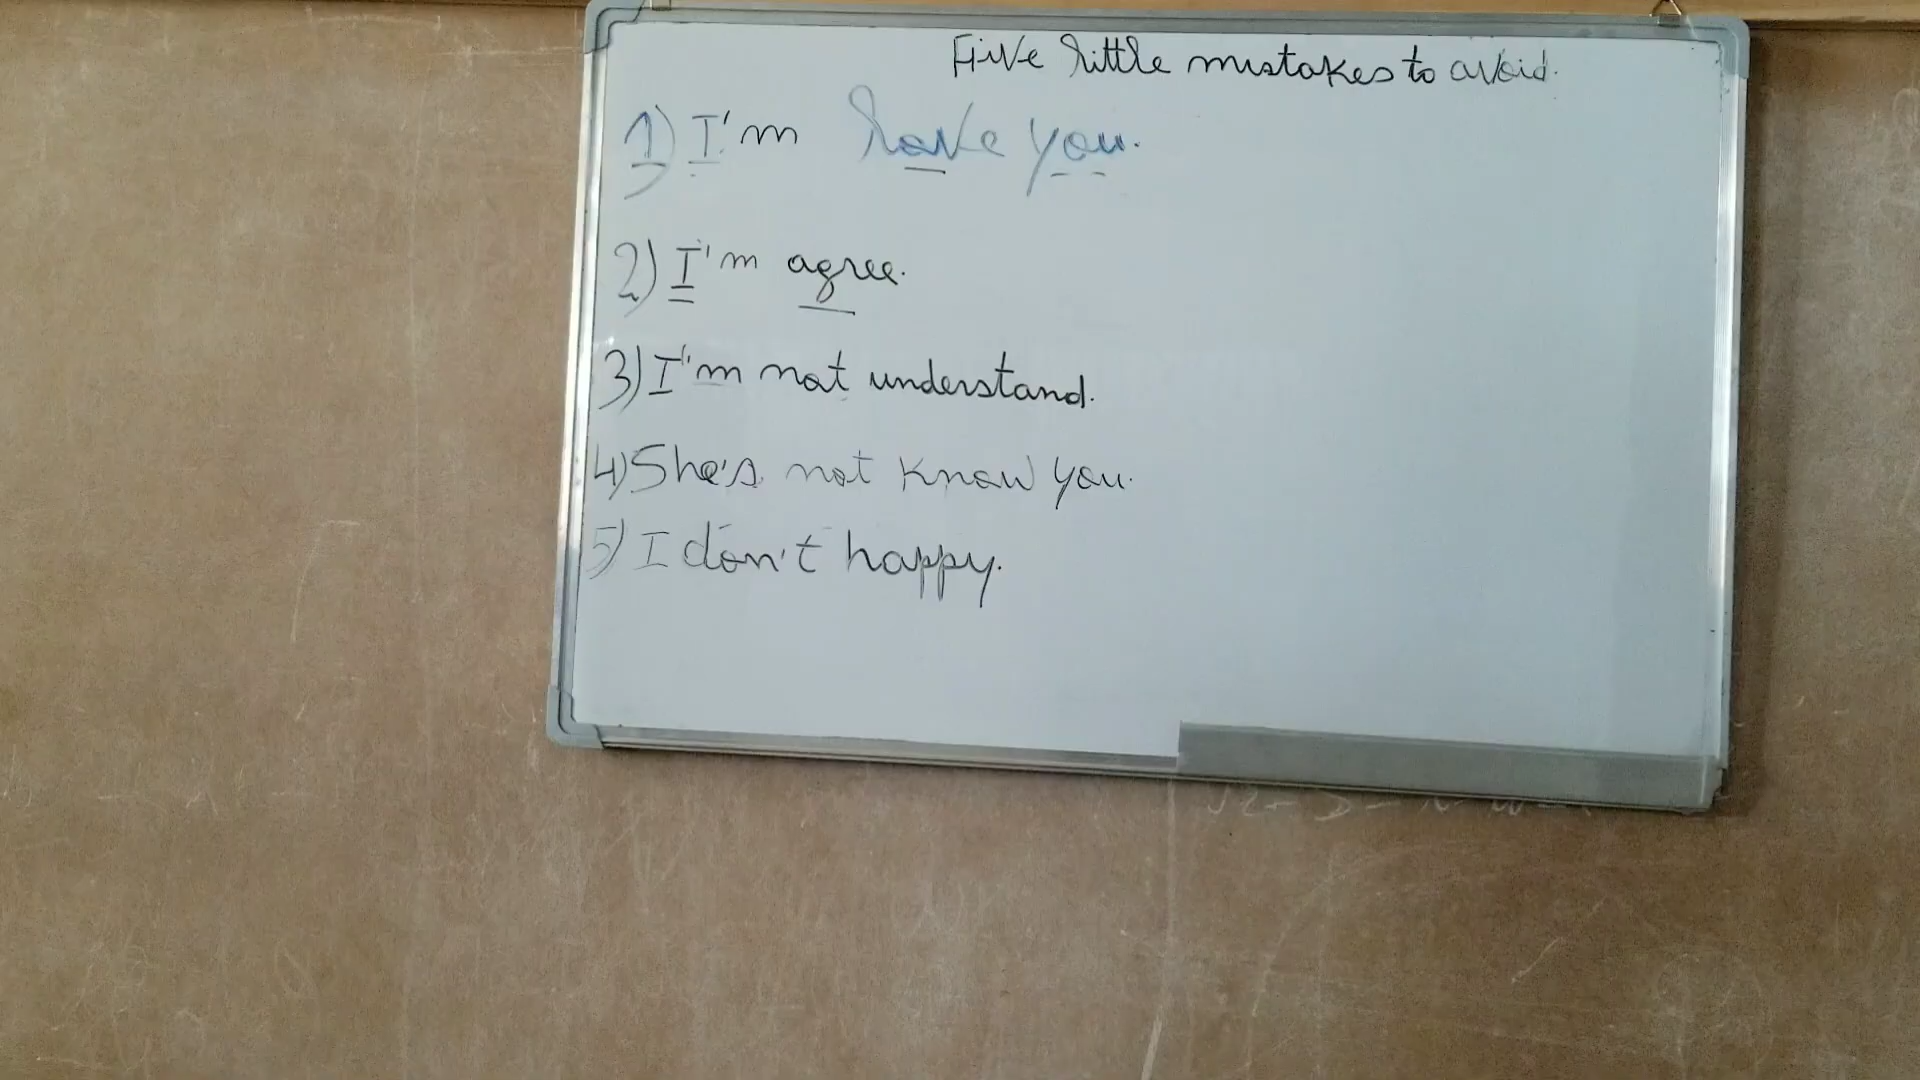 Five little mistakes to avoid.
1) I'm love you.
2) I'm agree.
3) I'm not understand.
4) She's not know you.
5) I don't happy.